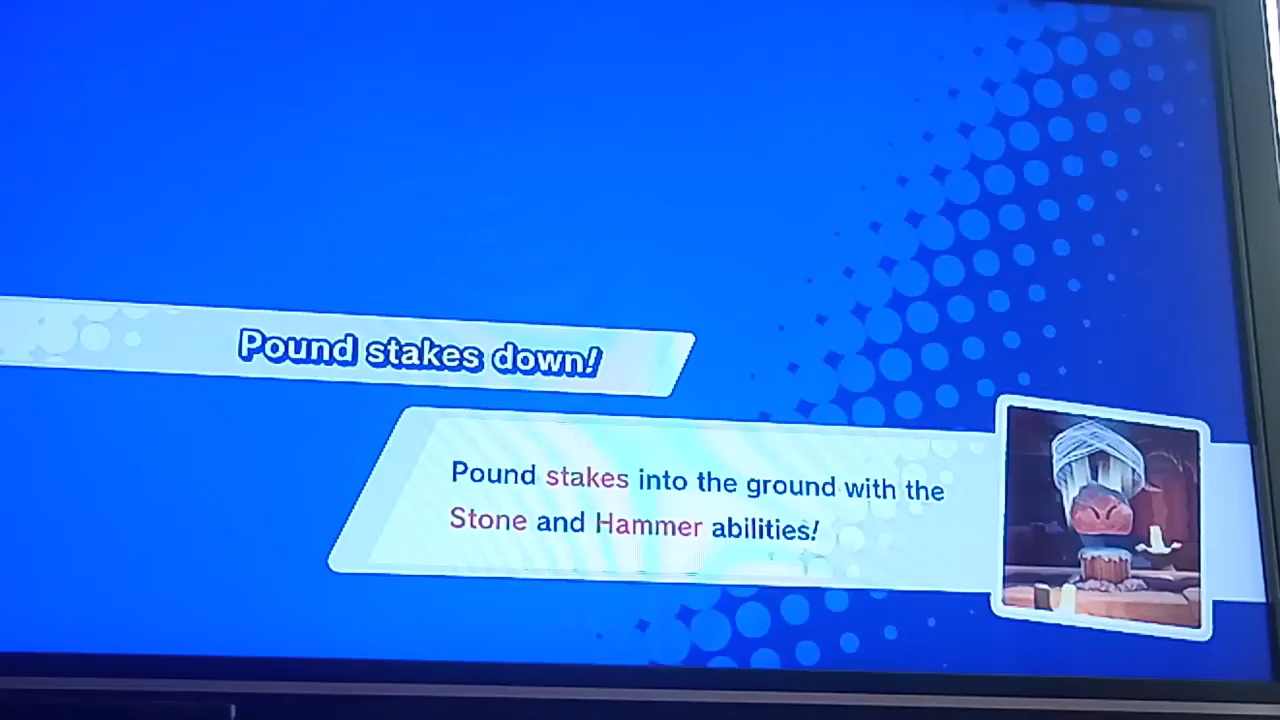 Pound stakes down!
Pound stakes into the ground with the
Stone and Hammer abilities!